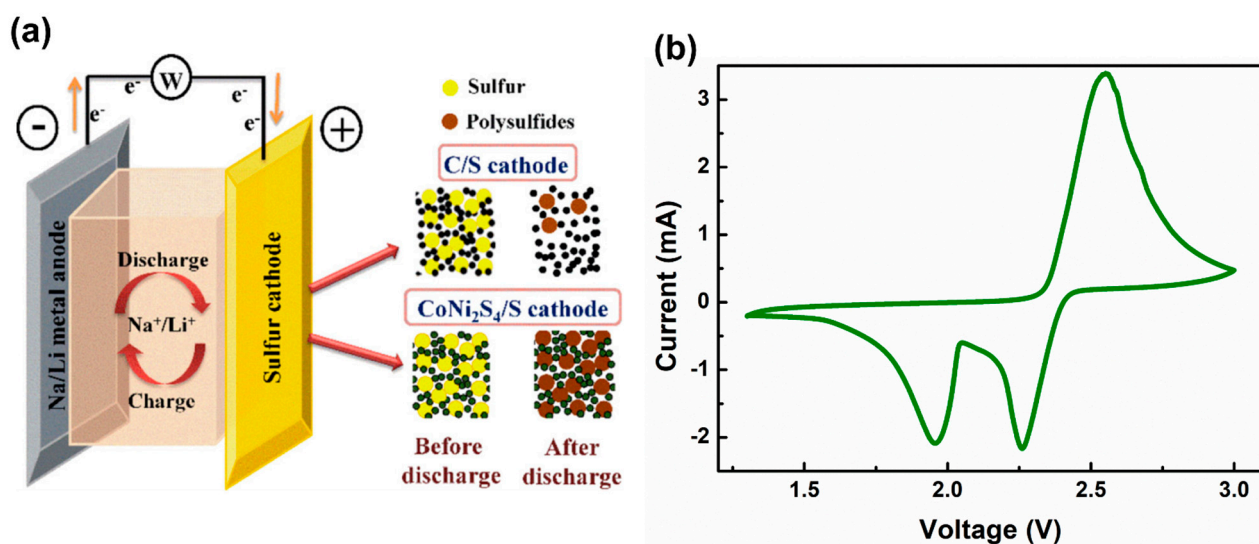 (a)
W
e⁻
e⁻
e⁻
e⁻
e⁻
-
+
Na/Li metal anode
Discharge
Na⁺/Li⁺
Charge
Sulfur cathode
Sulfur
Polysulfides
C/S cathode
CoNi₂S₄/S cathode
Before
discharge
After
discharge
(b)
Current (mA)
3
2
1
0
-1
-2
1.5
2.0
2.5
3.0
Voltage (V)